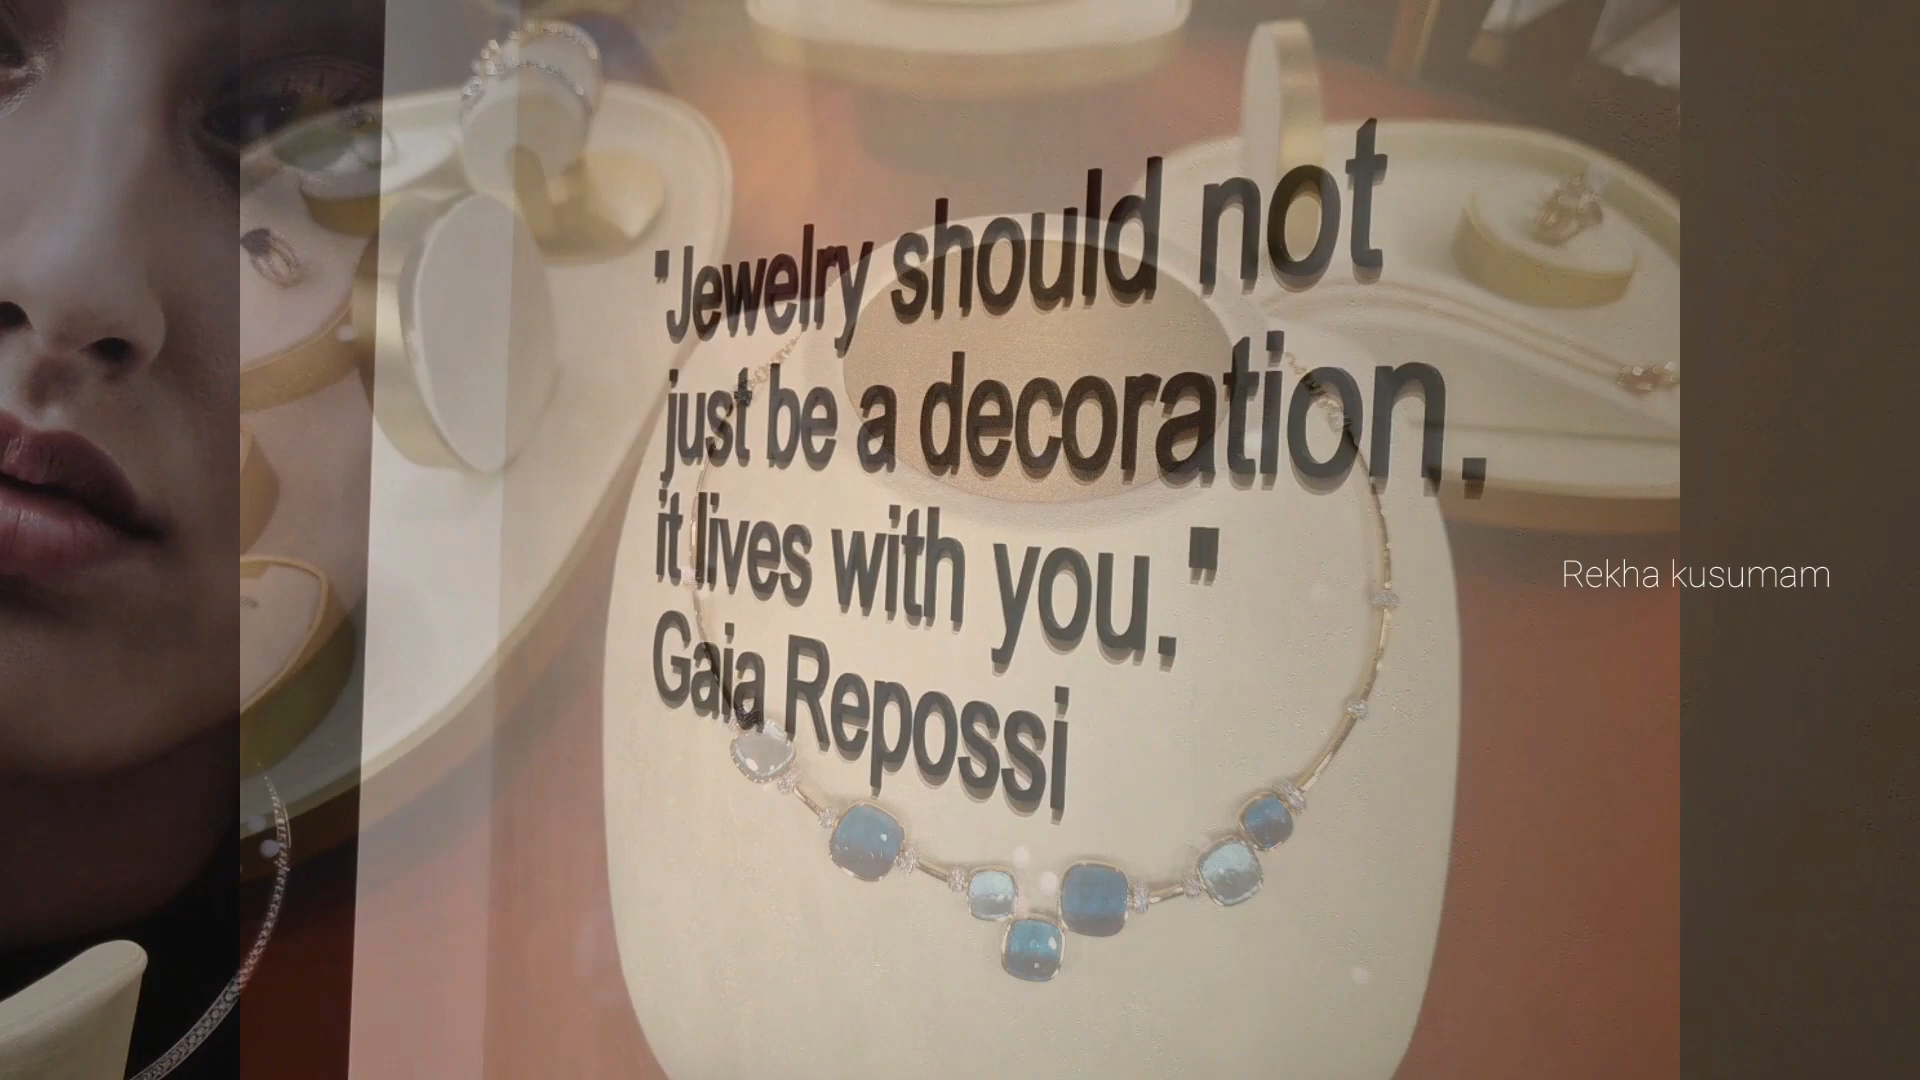 "Jewelry should not
just be a decoration.
it lives with you."
Gaia Repossi
Rekha kusumam